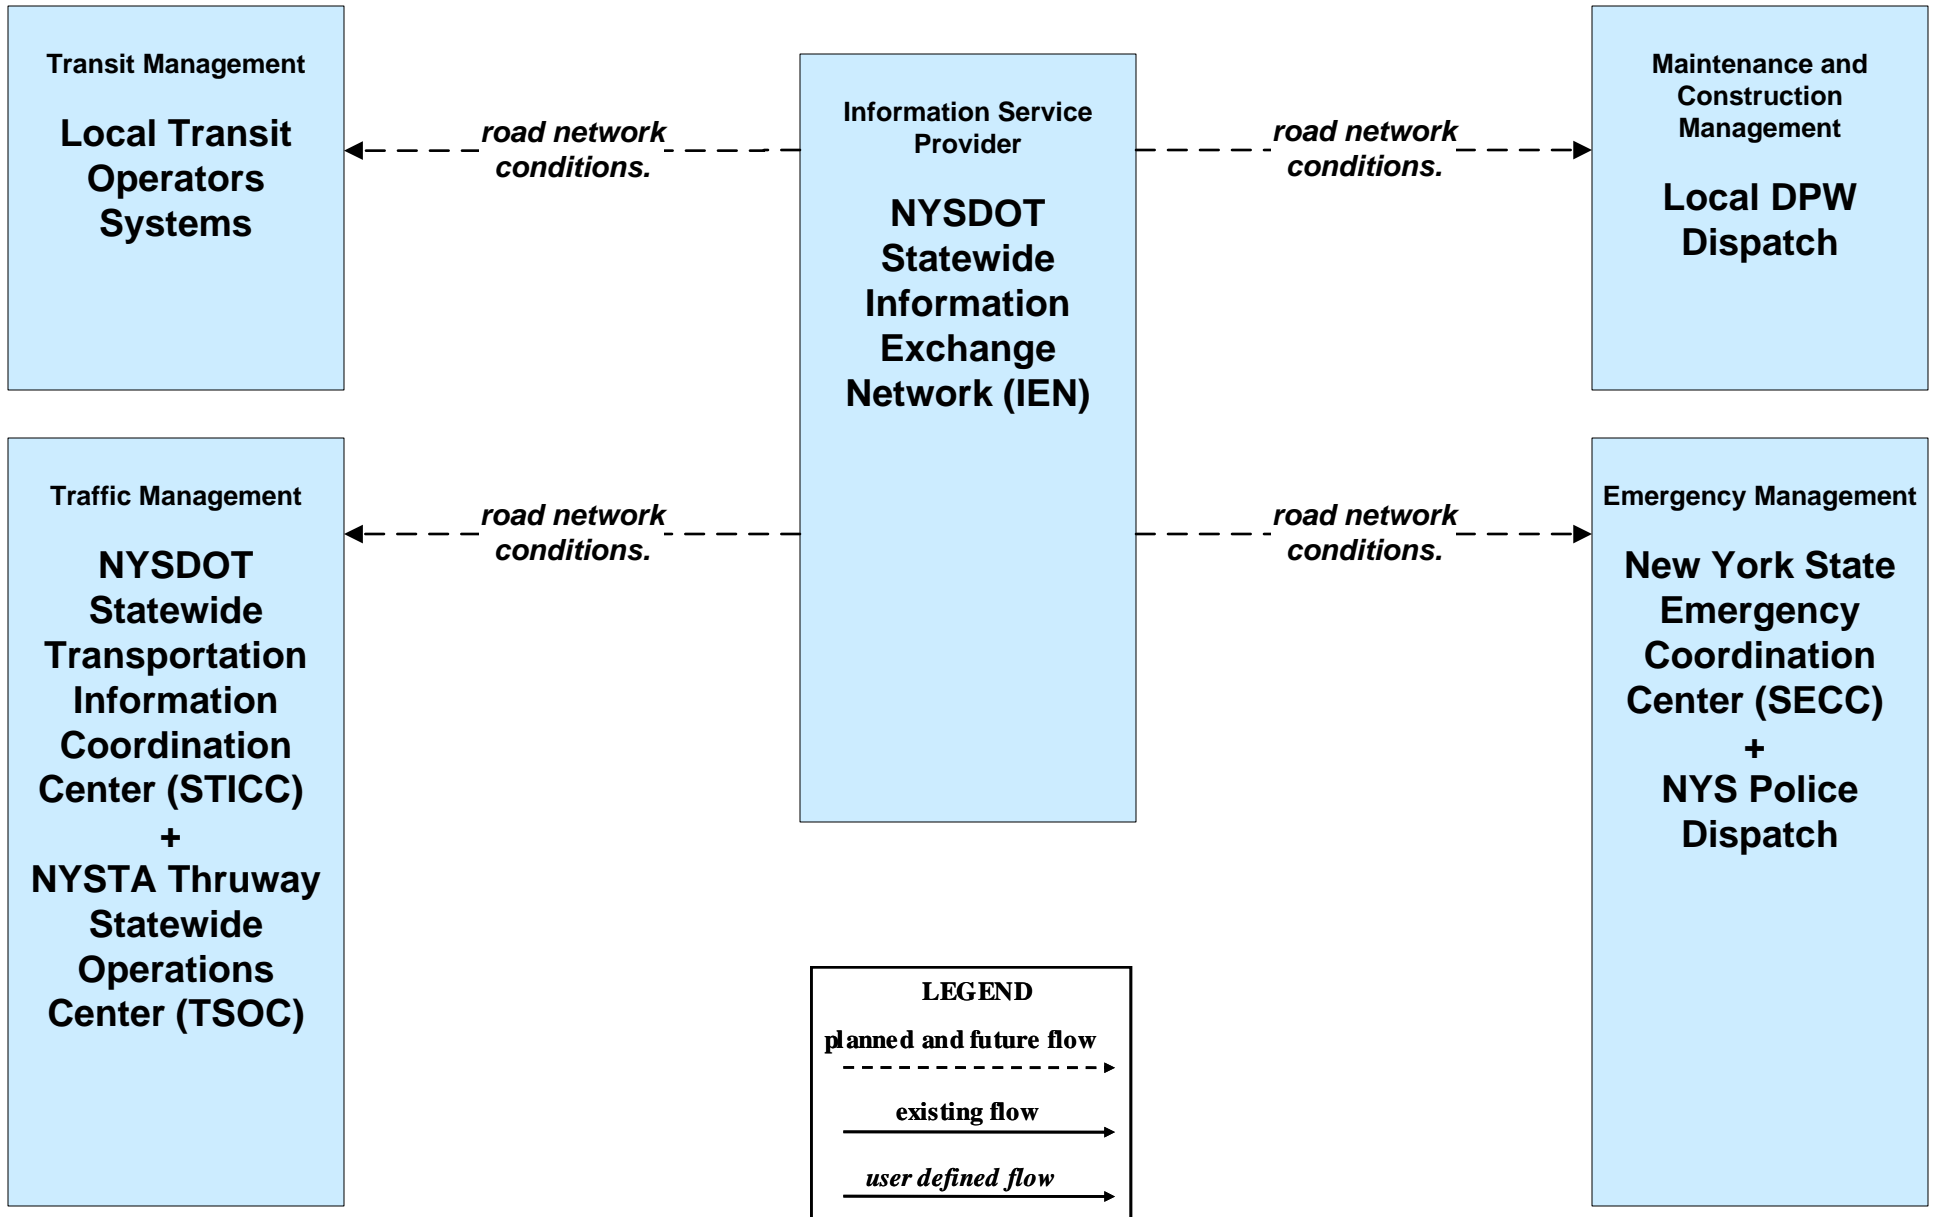 Transit Management
Local Transit
Operators
Systems
road network
conditions.
Information Service
Provider
NYSDOT
Statewide
Information
Exchange
Network (IEN)
road network
conditions.
Maintenance and
Construction
Management
Local DPW
Dispatch
Traffic Management
NYSDOT
Statewide
Transportation
Information
Coordination
Center (STICC)
+
NYSTA Thruway
Statewide
Operations
Center (TSOC)
road network
conditions.
road network
conditions.
Emergency Management
New York State
Emergency
Coordination
Center (SECC)
+
NYS Police
Dispatch
LEGEND
planned and future flow
existing flow
user defined flow